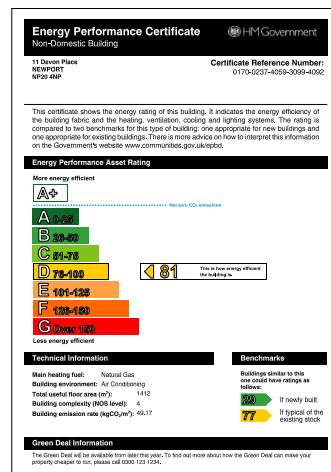 Energy Performance Certificate
HM Government
Non-Domestic Building
11 Devon Place
NEWPORT
NP20 4NP
Certificate Reference Number:
0170-0237-4059-3099-4092
This certificate shows the energy rating of this building. It indicates the energy efficiency of
the building fabric and the heating, ventilation, cooling and lighting systems. The rating is
compared to two benchmarks for this type of building: one appropriate for new buildings and
one appropriate for existing buildings. There is more advice on how to interpret this information
on the Government's website www.communities.gov.uk/epbd.
Energy Performance Asset Rating
More energy efficient
A+
Net zero CO₂ emissions
A 0-25
B 26-50
C 51-75
D 76-100
81
This is how energy efficient
the building is.
E 101-125
F 126-150
G Over 150
Less energy efficient
Technical Information
Main heating fuel: Natural Gas
Building environment: Air Conditioning
Total useful floor area (m²): 1412
Building complexity (NOS level): 4
Building emission rate (kgCO₂/m²): 49.17
Benchmarks
Buildings similar to this
one could have ratings as
follows:
29 If newly built
77 If typical of the
existing stock
Green Deal Information
The Green Deal will be available from later this year. To find out more about how the Green Deal can make your
property cheaper to run, please call 0300 123 1234.